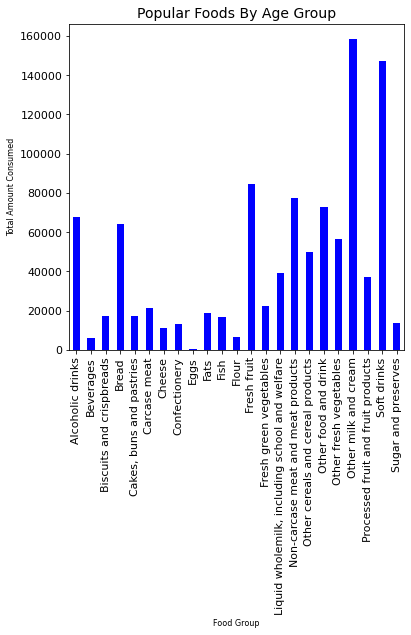 Popular Foods By Age Group
160000
140000
120000
100000
80000
60000
40000
20000
0
Total Amount Consumed
Alcoholic drinks
Beverages
Biscuits and crispbreads
Bread
Cakes, buns and pastries
Carcase meat
Cheese
Confectionery
Eggs
Fats
Fish
Flour
Fresh fruit
Fresh green vegetables
Liquid wholemilk, including school and welfare
Non-carcase meat and meat products
Other cereals and cereal products
Other food and drink
Other fresh vegetables
Other milk and cream
Processed fruit and fruit products
Soft drinks
Sugar and preserves
Food Group